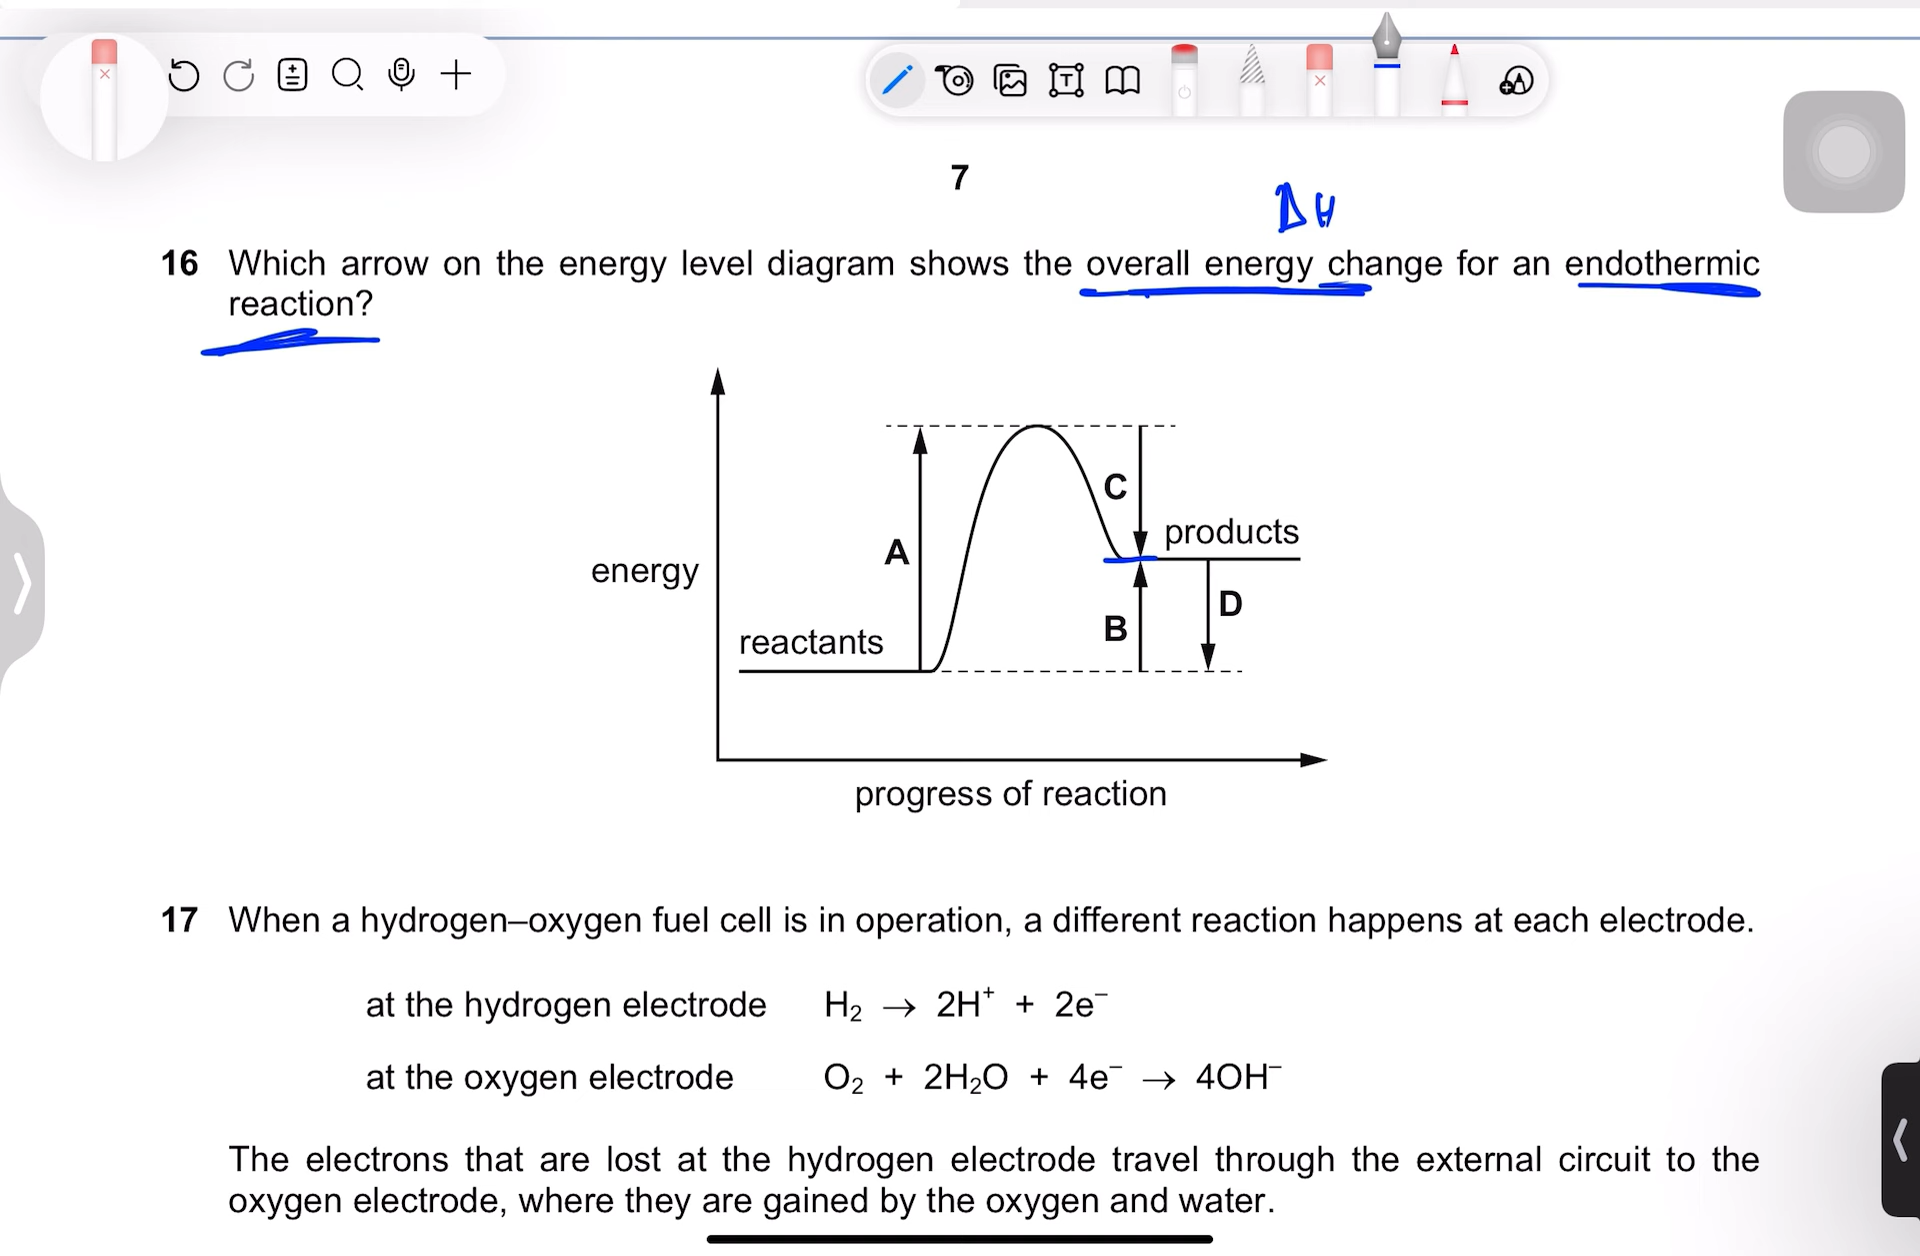 7
ΔH
16 Which arrow on the energy level diagram shows the overall energy change for an endothermic
reaction?
C
products
A
energy
D
B
reactants
progress of reaction
17 When a hydrogen–oxygen fuel cell is in operation, a different reaction happens at each electrode.
at the hydrogen electrode H₂ → 2H⁺ + 2e⁻
at the oxygen electrode O₂ + 2H₂O + 4e⁻ → 4OH⁻
The electrons that are lost at the hydrogen electrode travel through the external circuit to the
oxygen electrode, where they are gained by the oxygen and water.